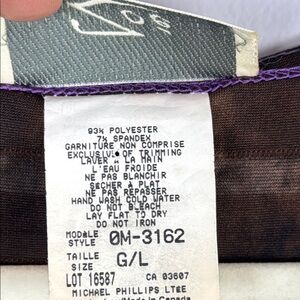 93% POLYESTER
7% SPANDEX
GARNITURE NON COMPRISE
EXCLUSIVE OF TRIMMING
LAVER A LA MAIN
L'EAU FROIDE
NE PAS BLANCHIR
SECHER A PLAT
NE PAS REPASSER
HAND WASH COLD WATER
DO NOT BLEACH
LAY FLAT TO DRY
DO NOT IRON
MODÈLE
STYLE 0M-3162
TAILLE
SIZE G/L
LOT 16587 CA 03607
MICHAEL PHILLIPS LTÉE
Made in Canada